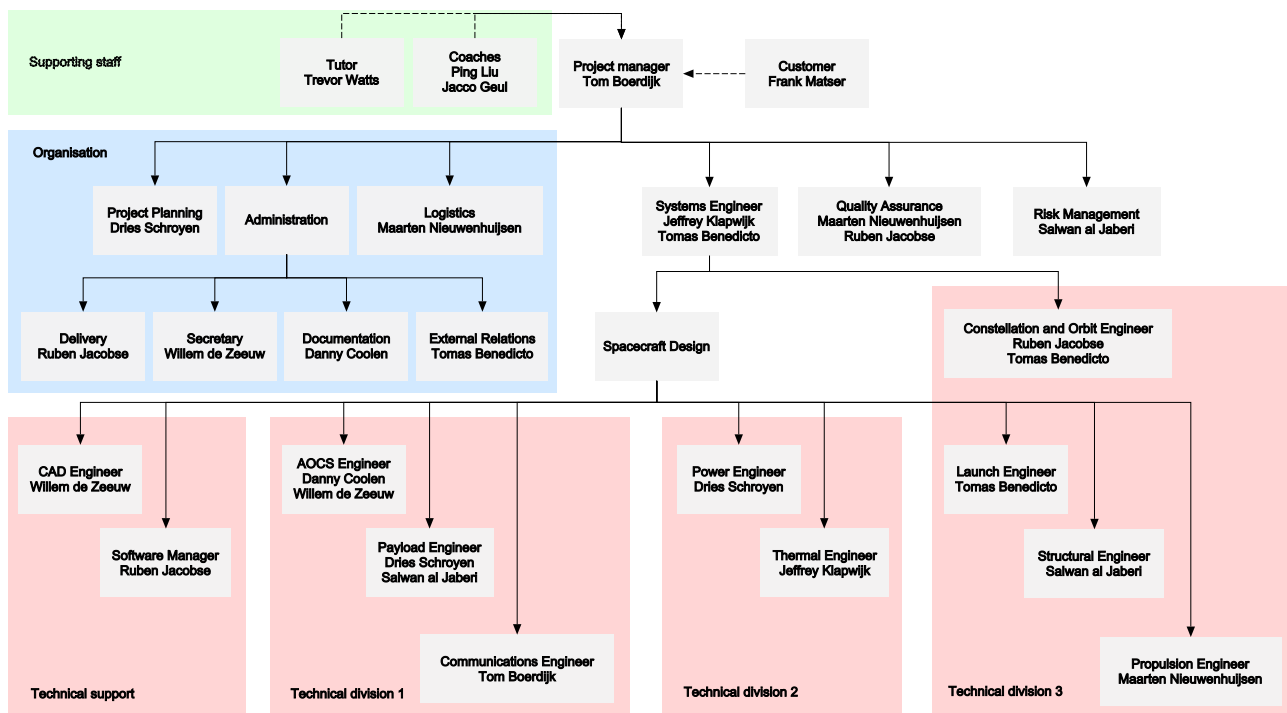 Supporting staff
Tutor
Trevor Watts
Coaches
Ping Liu
Jacco Geul
Project manager
Tom Boerdijk
Customer
Frank Matser
Organisation
Project Planning
Dries Schroyen
Administration
Logistics
Maarten Nieuwenhuijsen
Systems Engineer
Jeffrey Klapwijk
Tomas Benedicto
Quality Assurance
Maarten Nieuwenhuijsen
Ruben Jacobse
Risk Management
Salwan al Jaberi
Delivery
Ruben Jacobse
Secretary
Willem de Zeeuw
Documentation
Danny Coolen
External Relations
Tomas Benedicto
Spacecraft Design
Constellation and Orbit Engineer
Ruben Jacobse
Tomas Benedicto
CAD Engineer
Willem de Zeeuw
Software Manager
Ruben Jacobse
Technical support
AOCS Engineer
Danny Coolen
Willem de Zeeuw
Payload Engineer
Dries Schroyen
Salwan al Jaberi
Communications Engineer
Tom Boerdijk
Technical division 1
Power Engineer
Dries Schroyen
Thermal Engineer
Jeffrey Klapwijk
Technical division 2
Launch Engineer
Tomas Benedicto
Structural Engineer
Salwan al Jaberi
Propulsion Engineer
Maarten Nieuwenhuijsen
Technical division 3